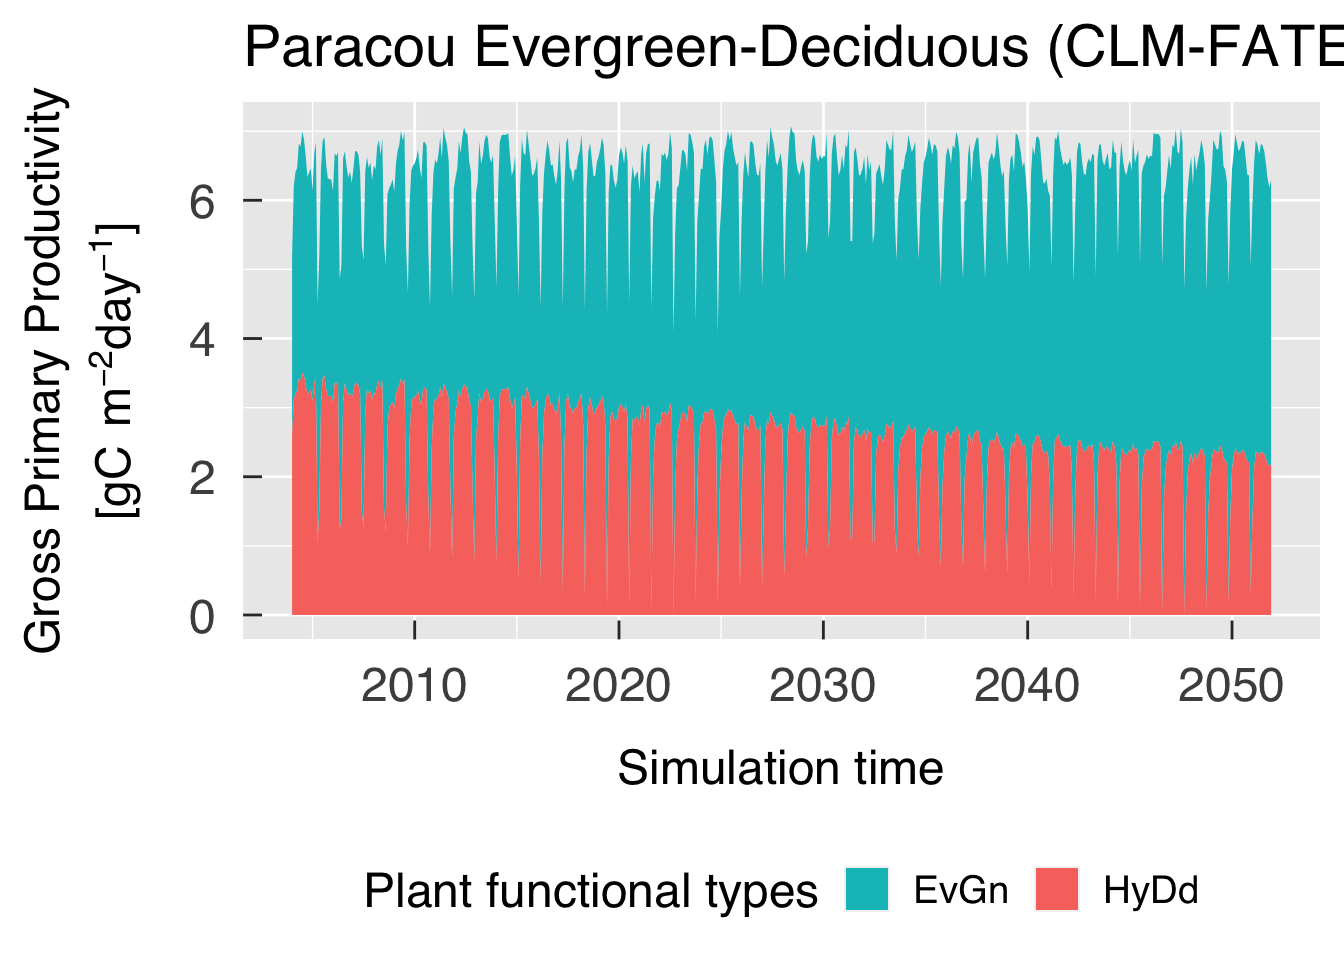 Paracou Evergreen-Deciduous (CLM-FATE
Gross Primary Productivity
[gC m⁻²day⁻¹]
6
4
2
0
2010 2020 2030 2040 2050
Simulation time
Plant functional types EvGn HyDd